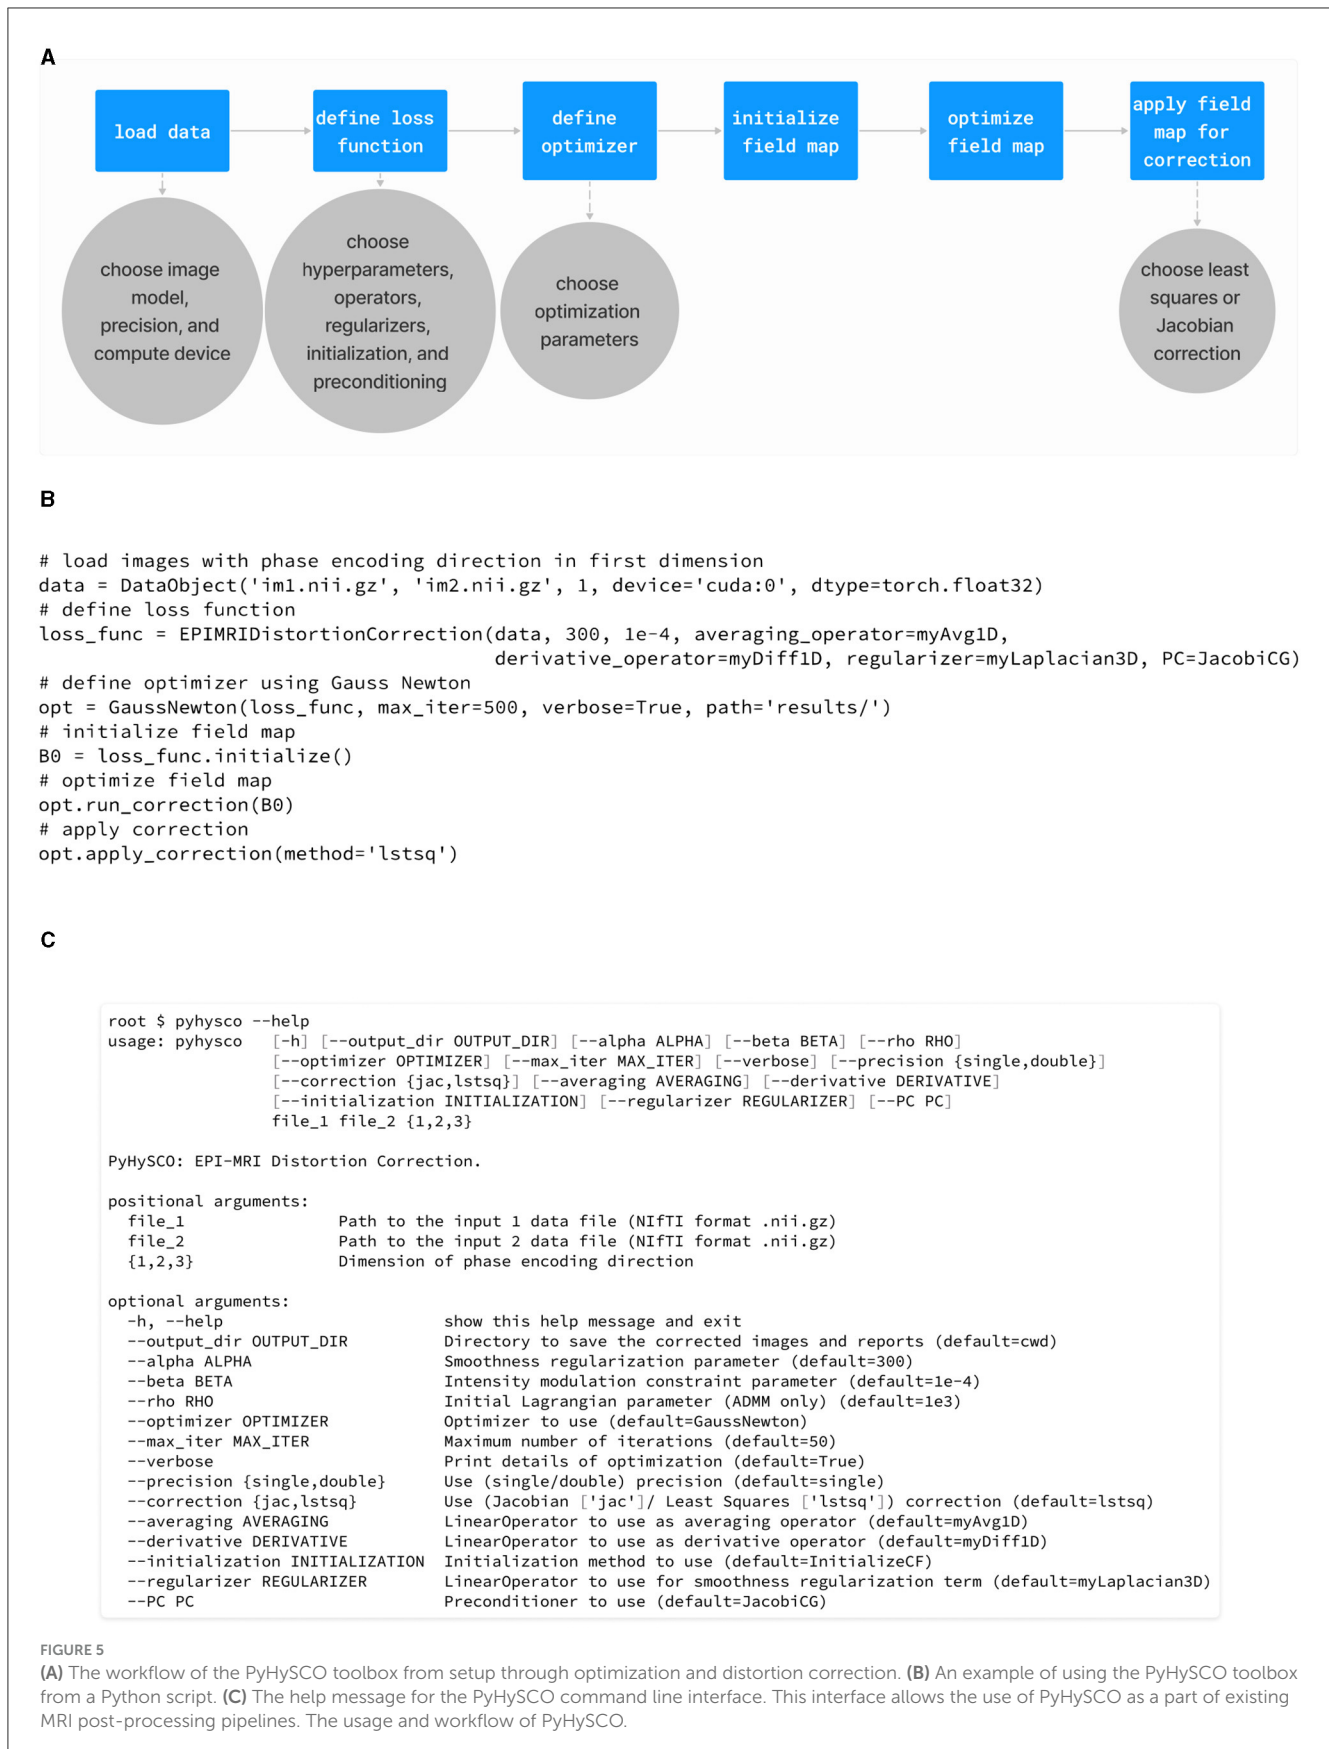 A
load data
define loss
function
define
optimizer
initialize
field map
optimize
field map
apply field
map for
correction
choose image
model,
precision, and
compute device
choose
hyperparameters,
operators,
regularizers,
initialization, and
preconditioning
choose
optimization
parameters
choose least
squares or
Jacobian
correction
B
# load images with phase encoding direction in first dimension
data = DataObject('im1.nii.gz', 'im2.nii.gz', 1, device='cuda:0', dtype=torch.float32)
# define loss function
loss_func = EPIMRIDistortionCorrection(data, 300, 1e-4, averaging_operator=myAvg1D,
derivative_operator=myDiff1D, regularizer=myLaplacian3D, PC=JacobiCG)
# define optimizer using Gauss Newton
opt = GaussNewton(loss_func, max_iter=500, verbose=True, path='results/')
# initialize field map
B0 = loss_func.initialize()
# optimize field map
opt.run_correction(B0)
# apply correction
opt.apply_correction(method='lstsq')
C
root $ pyhysco --help
usage: pyhysco [-h] [--output_dir OUTPUT_DIR] [--alpha ALPHA] [--beta BETA] [--rho RHO]
[--optimizer OPTIMIZER] [--max_iter MAX_ITER] [--verbose] [--precision {single,double}]
[--correction {jac,lstsq}] [--averaging AVERAGING] [--derivative DERIVATIVE]
[--initialization INITIALIZATION] [--regularizer REGULARIZER] [--PC PC]
file_1 file_2 {1,2,3}
PyHySCO: EPI-MRI Distortion Correction.
positional arguments:
file_1 Path to the input 1 data file (NIfTI format .nii.gz)
file_2 Path to the input 2 data file (NIfTI format .nii.gz)
{1,2,3} Dimension of phase encoding direction
optional arguments:
-h, --help show this help message and exit
--output_dir OUTPUT_DIR Directory to save the corrected images and reports (default=cwd)
--alpha ALPHA Smoothness regularization parameter (default=300)
--beta BETA Intensity modulation constraint parameter (default=1e-4)
--rho RHO Initial Lagrangian parameter (ADMM only) (default=1e3)
--optimizer OPTIMIZER Optimizer to use (default=GaussNewton)
--max_iter MAX_ITER Maximum number of iterations (default=50)
--verbose Print details of optimization (default=True)
--precision {single,double} Use (single/double) precision (default=single)
--correction {jac,lstsq} Use (Jacobian ['jac']/ Least Squares ['lstsq']) correction (default=lstsq)
--averaging AVERAGING LinearOperator to use as averaging operator (default=myAvg1D)
--derivative DERIVATIVE LinearOperator to use as derivative operator (default=myDiff1D)
--initialization INITIALIZATION Initialization method to use (default=InitializeCF)
--regularizer REGULARIZER LinearOperator to use for smoothness regularization term (default=myLaplacian3D)
--PC PC Preconditioner to use (default=JacobiCG)
FIGURE 5
(A) The workflow of the PyHySCO toolbox from setup through optimization and distortion correction. (B) An example of using the PyHySCO toolbox
from a Python script. (C) The help message for the PyHySCO command line interface. This interface allows the use of PyHySCO as a part of existing
MRI post-processing pipelines. The usage and workflow of PyHySCO.